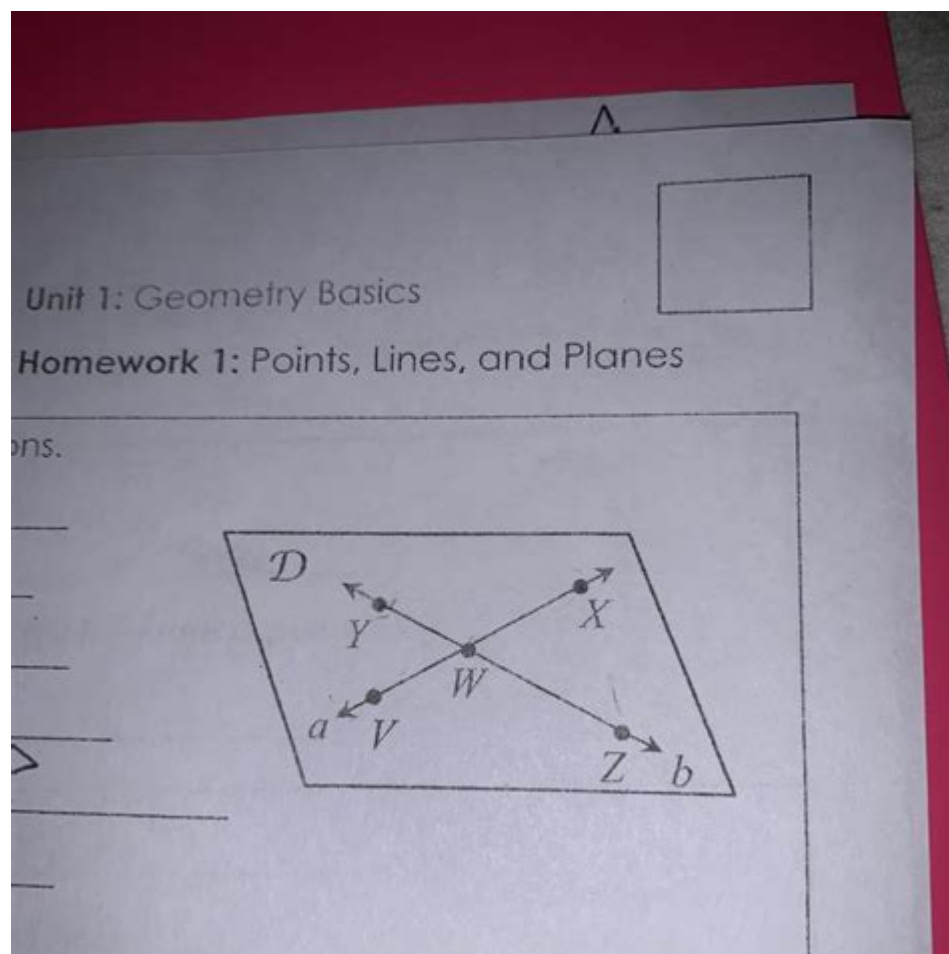 Unit 1: Geometry Basics
Homework 1: Points, Lines, and Planes
ons.
D
Y
X
W
a
V
Z
b